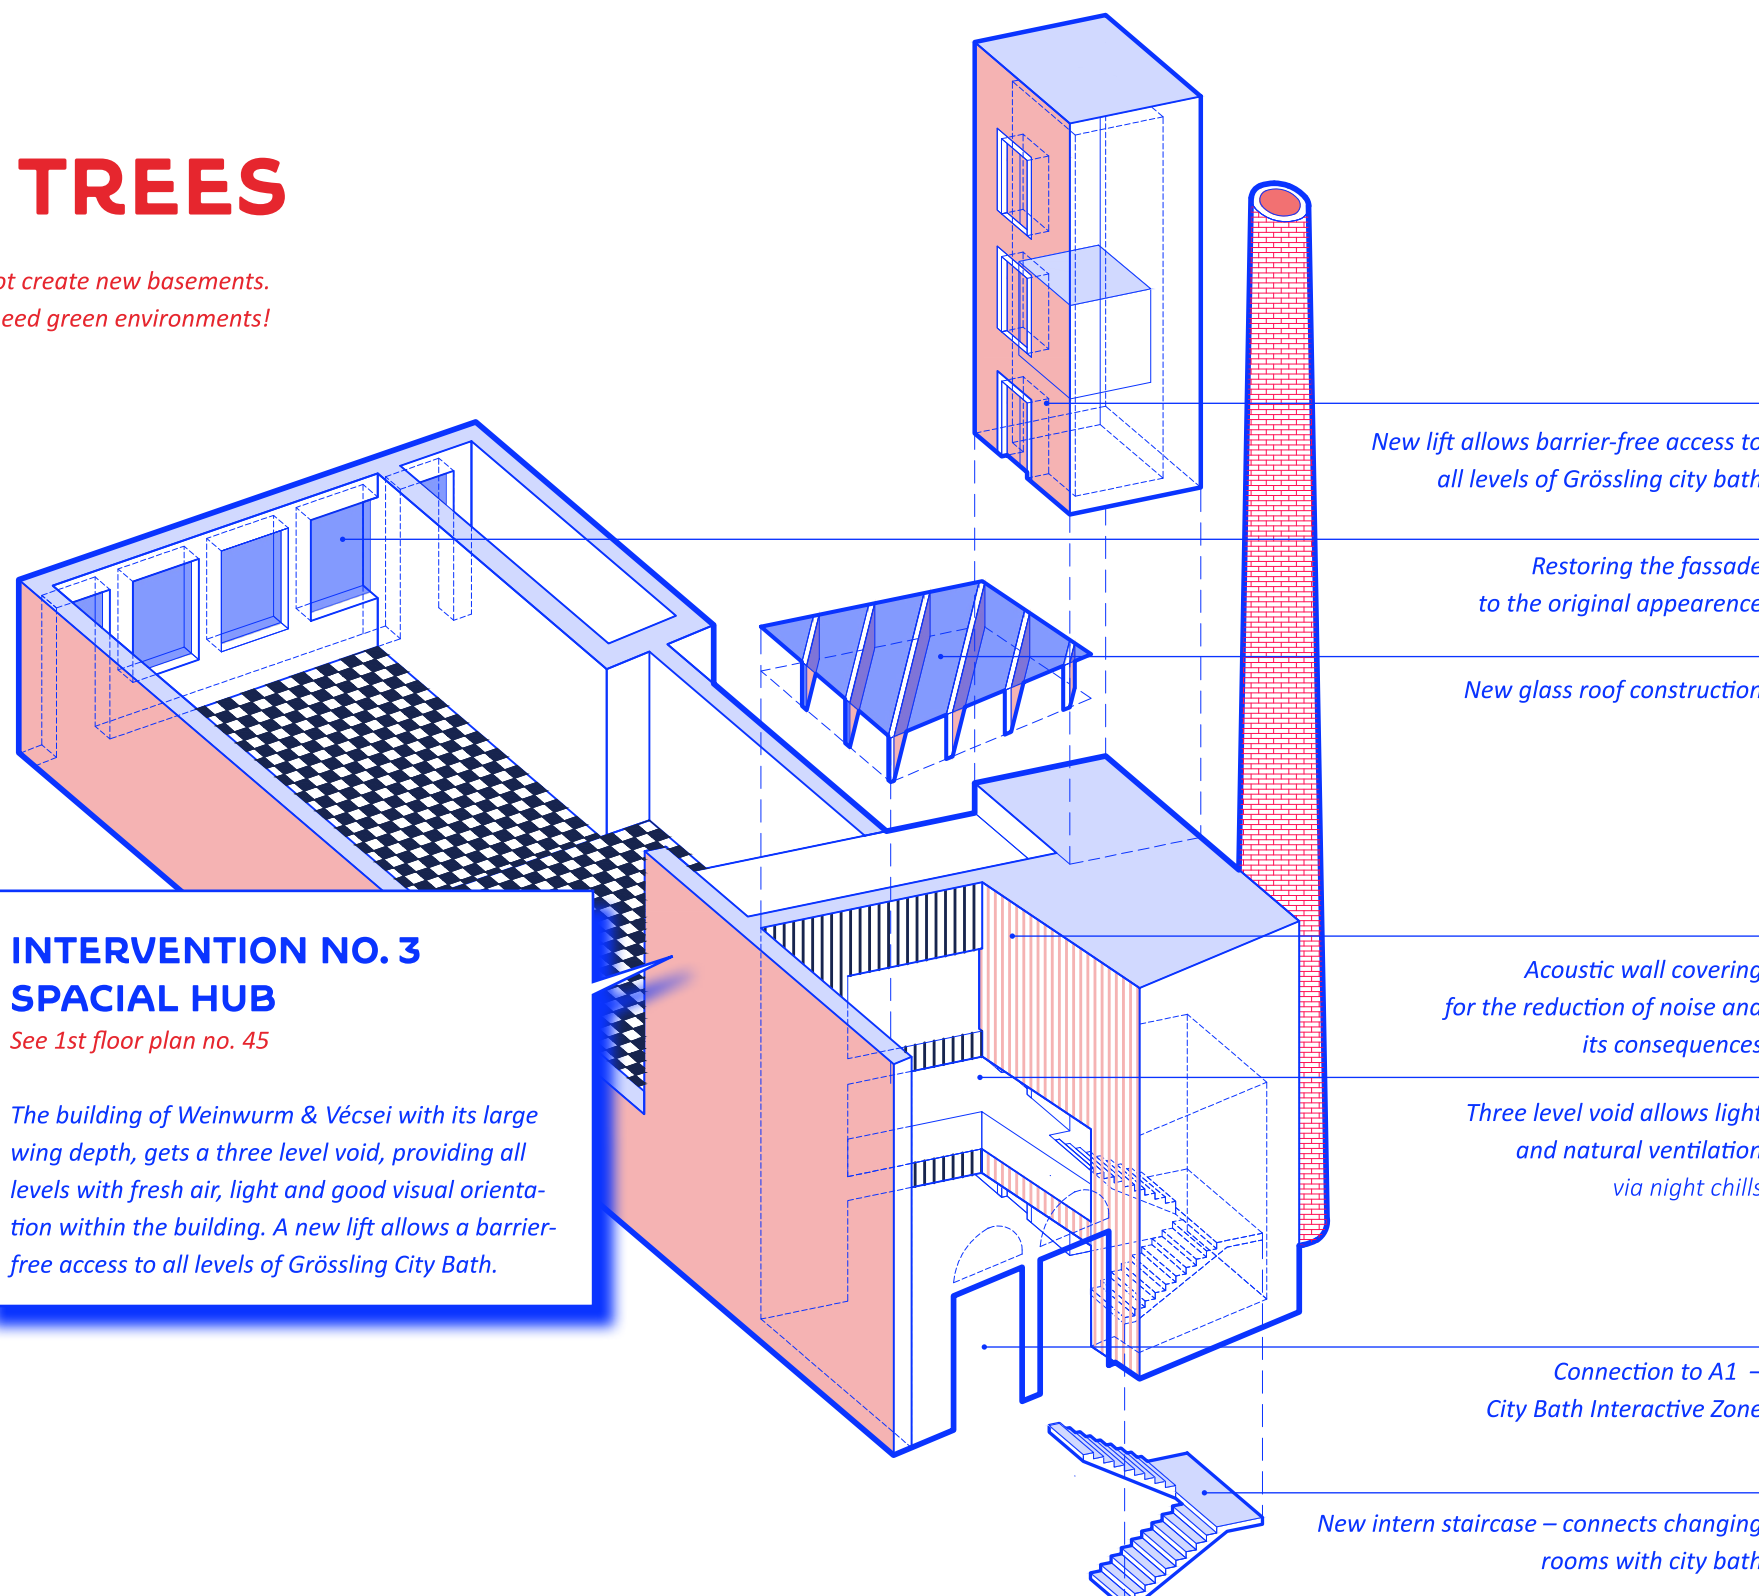 TREES
ot create new basements.
eed green environments!
New lift allows barrier-free access to
all levels of Grössling city bath
Restoring the fassade
to the original appearence
New glass roof construction
INTERVENTION NO. 3
SPACIAL HUB
See 1st floor plan no. 45
The building of Weinwurm & Vécsei with its large
wing depth, gets a three level void, providing all
levels with fresh air, light and good visual orienta-
tion within the building. A new lift allows a barrier-
free access to all levels of Grössling City Bath.
Acoustic wall covering
for the reduction of noise and
its consequences
Three level void allows light
and natural ventilation
via night chills
Connection to A1 –
City Bath Interactive Zone
New intern staircase – connects changing
rooms with city bath